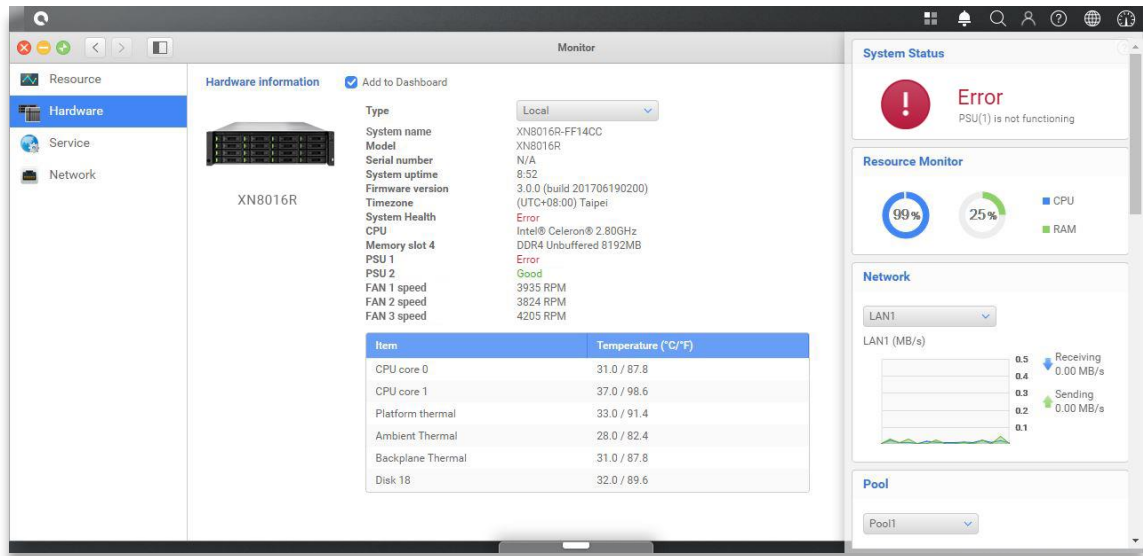 Monitor
Resource
Hardware
Service
Network
Hardware information
Add to Dashboard
XN8016R
Type Local
System name XN8016R-FF14CC
Model XN8016R
Serial number N/A
System uptime 8:52
Firmware version 3.0.0 (build 201706190200)
Timezone (UTC+08:00) Taipei
System Health Error
CPU Intel® Celeron® 2.80GHz
Memory slot 4 DDR4 Unbuffered 8192MB
PSU 1 Error
PSU 2 Good
FAN 1 speed 3935 RPM
FAN 2 speed 3824 RPM
FAN 3 speed 4205 RPM
Item Temperature (°C/°F)
CPU core 0 31.0 / 87.8
CPU core 1 37.0 / 98.6
Platform thermal 33.0 / 91.4
Ambient Thermal 28.0 / 82.4
Backplane Thermal 31.0 / 87.8
Disk 18 32.0 / 89.6
System Status
Error
PSU(1) is not functioning
Resource Monitor
99%
25%
CPU
RAM
Network
LAN1
LAN1 (MB/s)
0.5
0.4
0.3
0.2
0.1
Receiving
0.00 MB/s
Sending
0.00 MB/s
Pool
Pool1